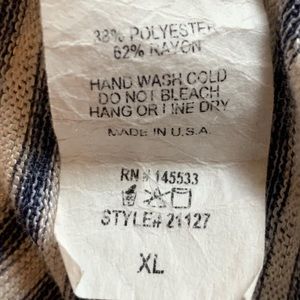 38% POLYESTER
62% RAYON
HAND WASH COLD
DO NOT BLEACH
HANG OR LINE DRY
MADE IN U.S.A.
RN# 145533
STYLE# 21127
XL